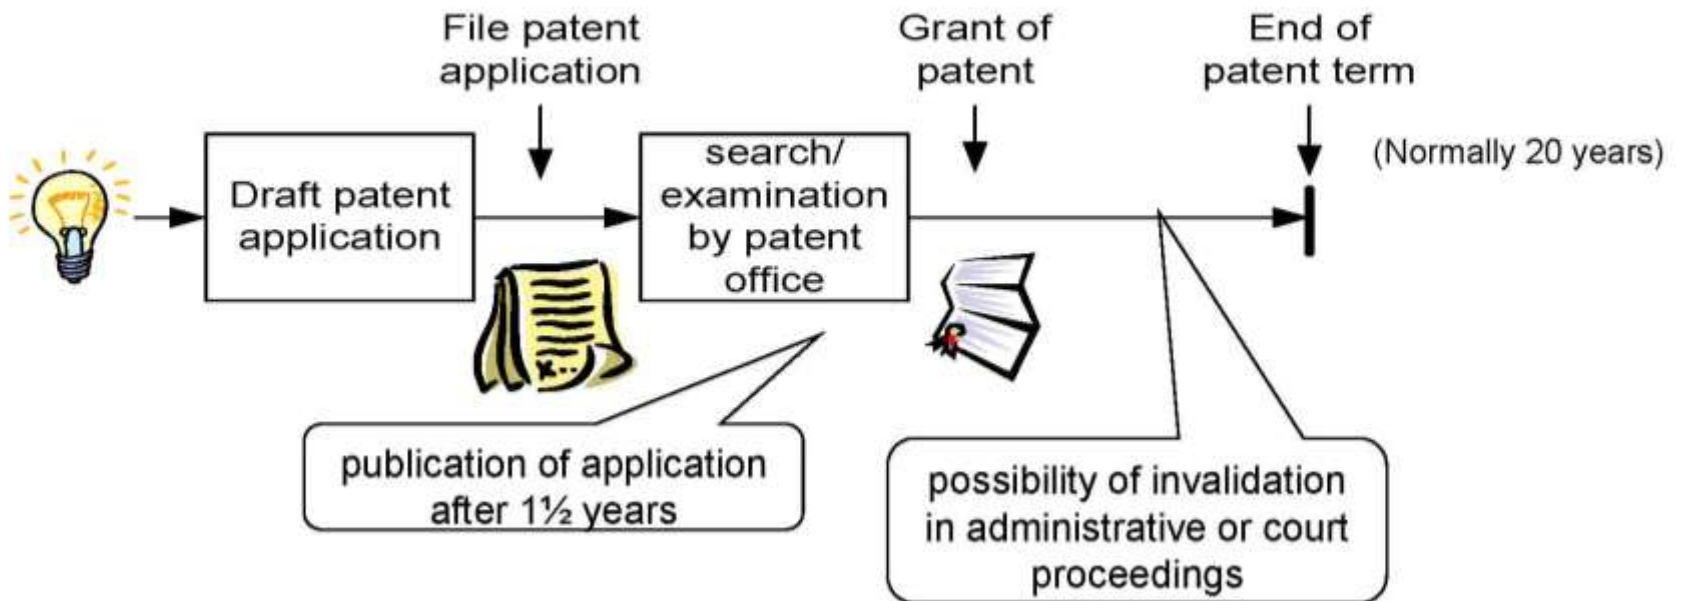 File patent
application
Grant of
patent
End of
patent term
(Normally 20 years)
Draft patent
application
search/
examination
by patent
office
publication of application
after 1½ years
possibility of invalidation
in administrative or court
proceedings